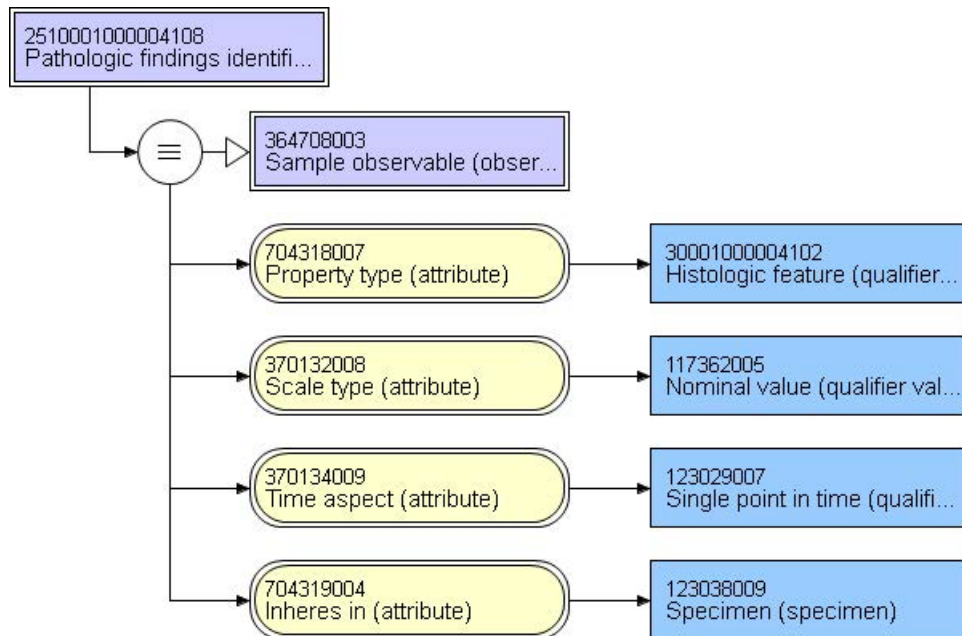 2510001000004108
Pathologic findings identifi...
364708003
Sample observable (obser...
704318007
Property type (attribute)
30001000004102
Histologic feature (qualifier...
370132008
Scale type (attribute)
117362005
Nominal value (qualifier val...
370134009
Time aspect (attribute)
123029007
Single point in time (qualifi...
704319004
Inheres in (attribute)
123038009
Specimen (specimen)